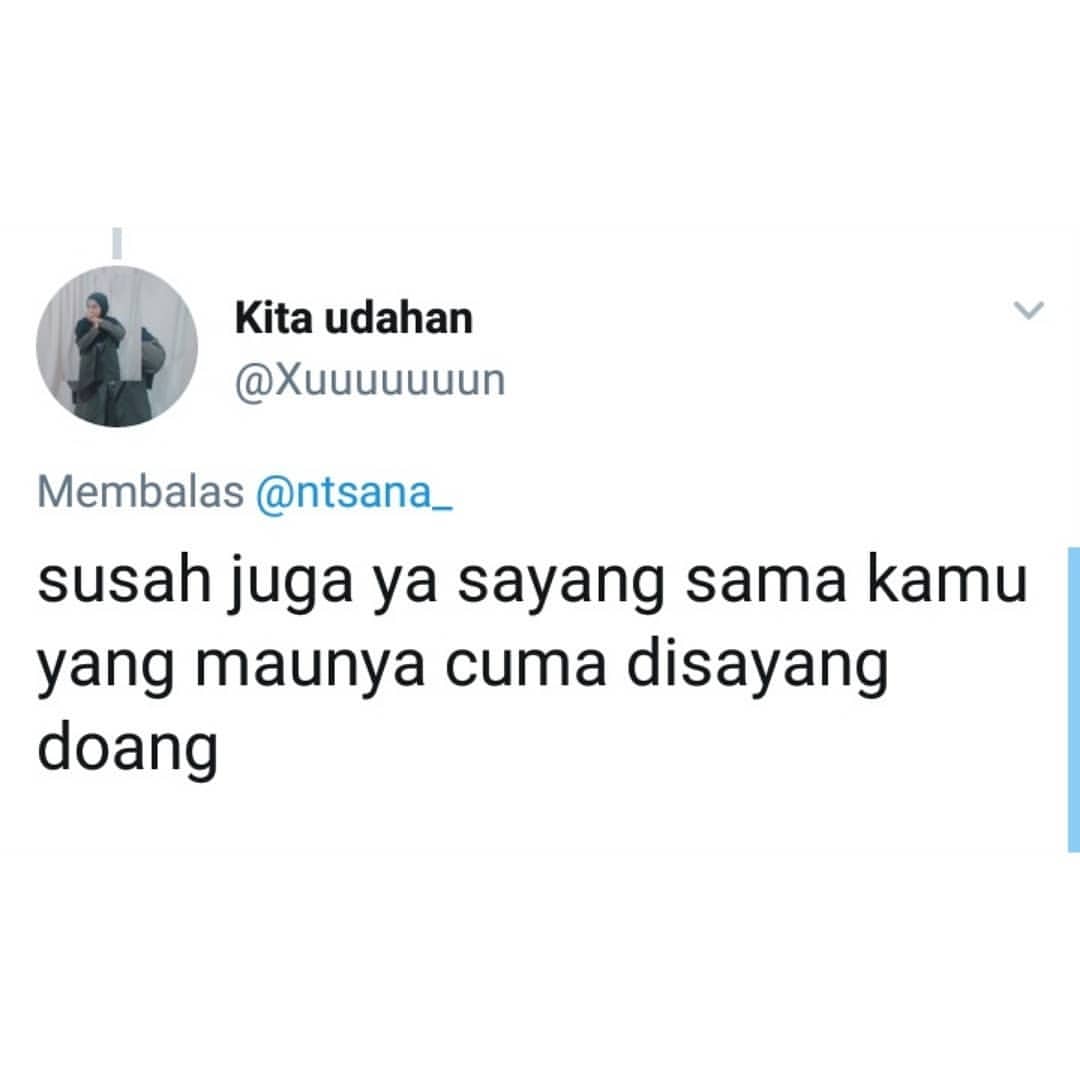 Kita udahan
@Xuuuuuuun
Membalas @ntsana_
susah juga ya sayang sama kamu
yang maunya cuma disayang
doang